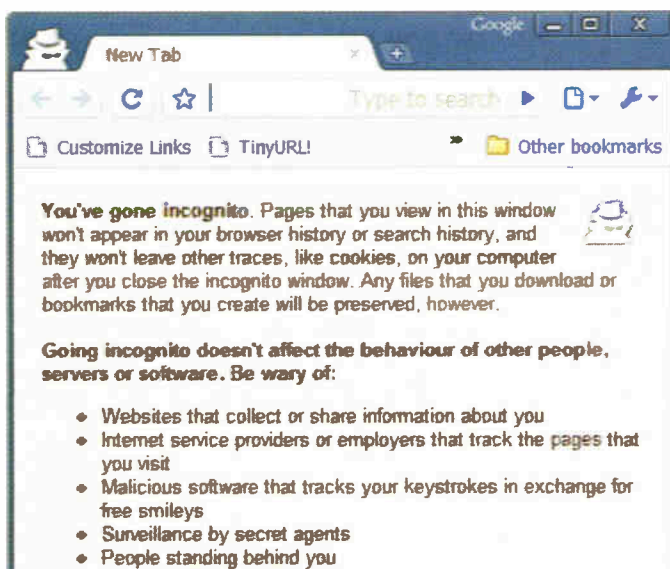 Google
New Tab
Type to search
Customize Links TinyURL! » Other bookmarks
You've gone incognito. Pages that you view in this window
won't appear in your browser history or search history, and
they won't leave other traces, like cookies, on your computer
after you close the incognito window. Any files that you download or
bookmarks that you create will be preserved, however.
Going incognito doesn't affect the behaviour of other people,
servers or software. Be wary of:
• Websites that collect or share information about you
• Internet service providers or employers that track the pages that
you visit
• Malicious software that tracks your keystrokes in exchange for
free smileys
• Surveillance by secret agents
• People standing behind you